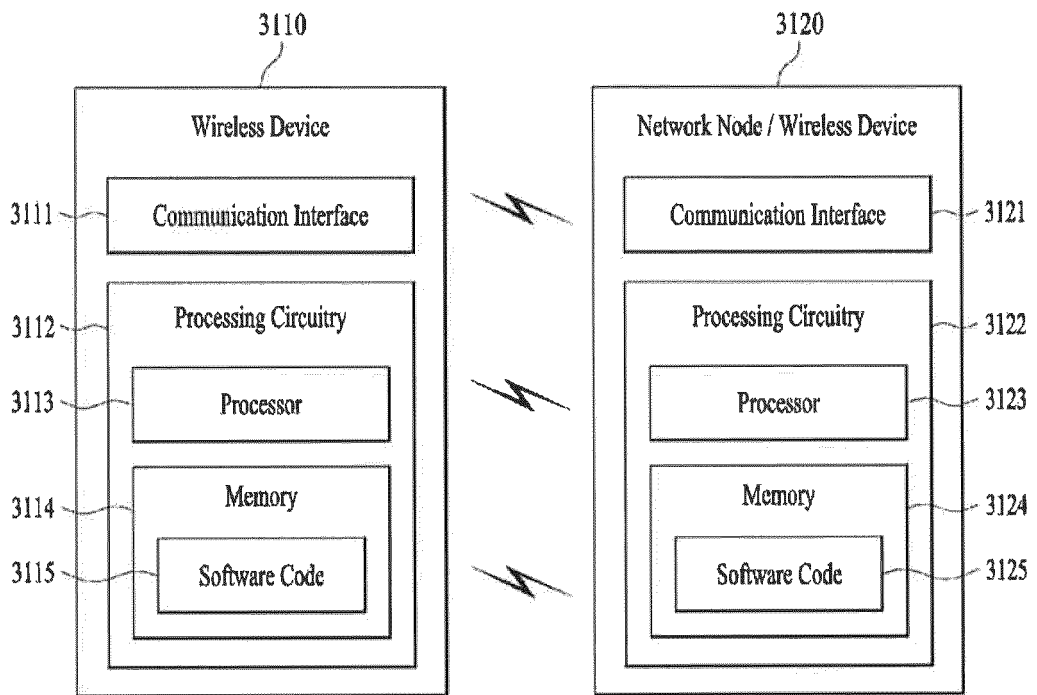 3110
3120
Wireless Device
Network Node / Wireless Device
3111
Communication Interface
Communication Interface
3121
3112
Processing Circuitry
Processing Circuitry
3122
3113
Processor
Processor
3123
3114
Memory
Memory
3124
3115
Software Code
Software Code
3125